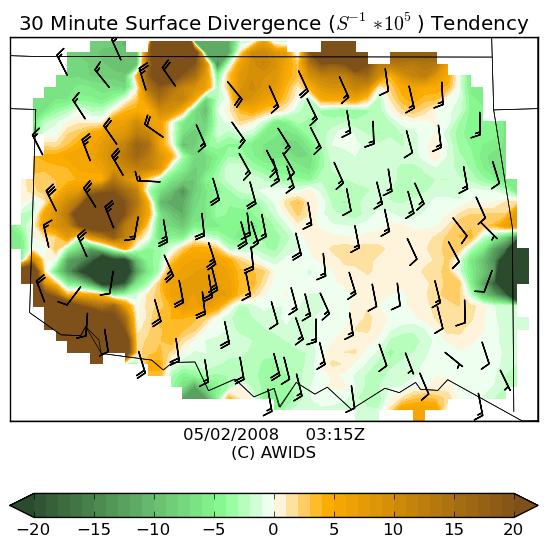 30 Minute Surface Divergence (S⁻¹ *10⁵ ) Tendency
05/02/2008 03:15Z
(C) AWIDS
−20 −15 −10 −5 0 5 10 15 20